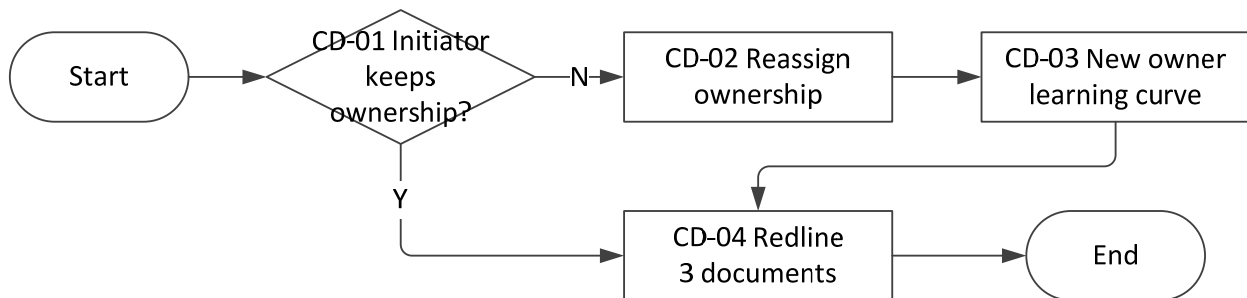 Start
CD-01 Initiator
keeps
ownership?
N
CD-02 Reassign
ownership
CD-03 New owner
learning curve
Y
CD-04 Redline
3 documents
End